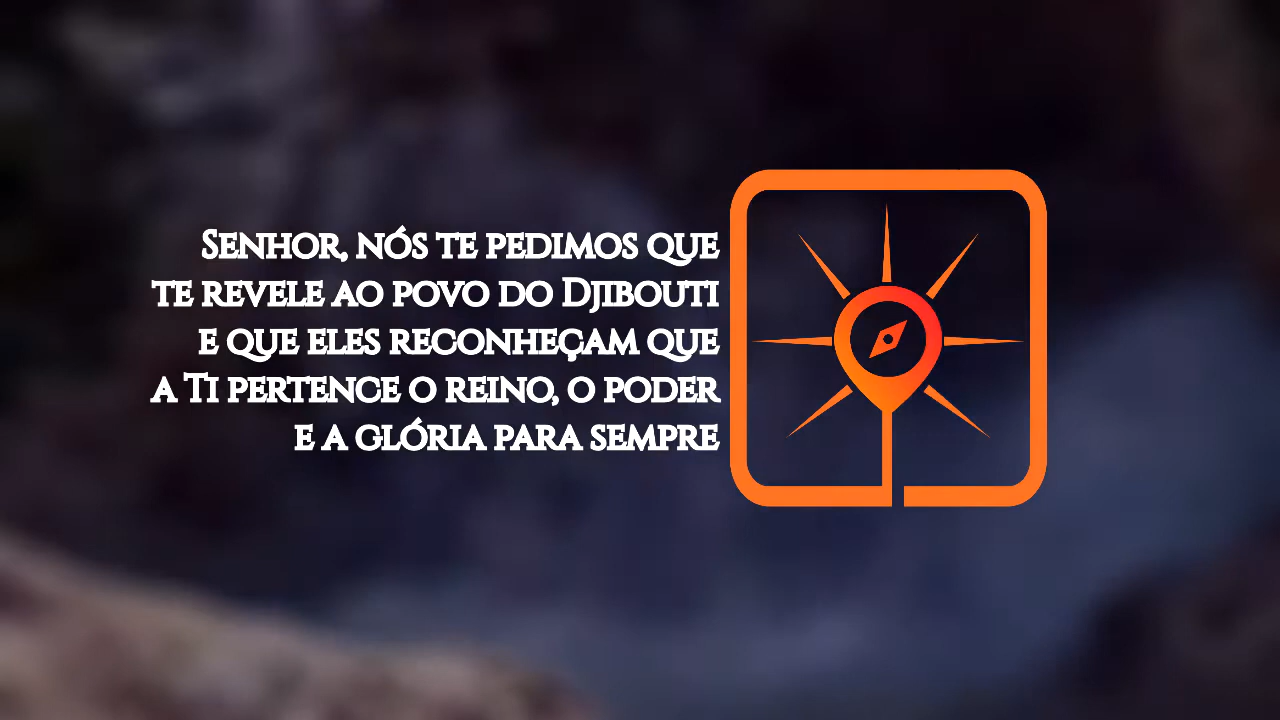 Senhor, nós te pedimos que
te revele ao povo do Djibouti
e que eles reconheçam que
a Ti pertence o reino, o poder
e a glória para sempre